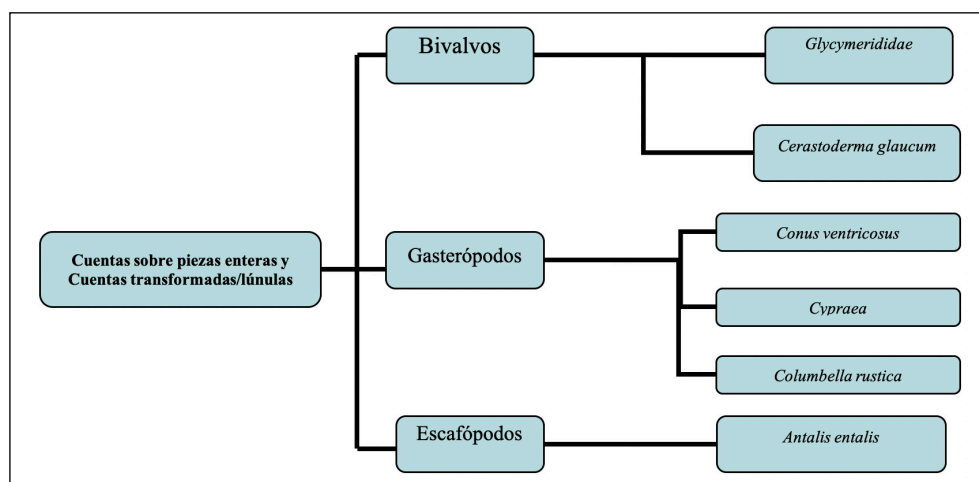 Bivalvos
Glycymerididae
Cerastoderma glaucum
Cuentas sobre piezas enteras y
Cuentas transformadas/lúnulas
Gasterópodos
Conus ventricosus
Cypraea
Columbella rustica
Escafópodos
Antalis entalis